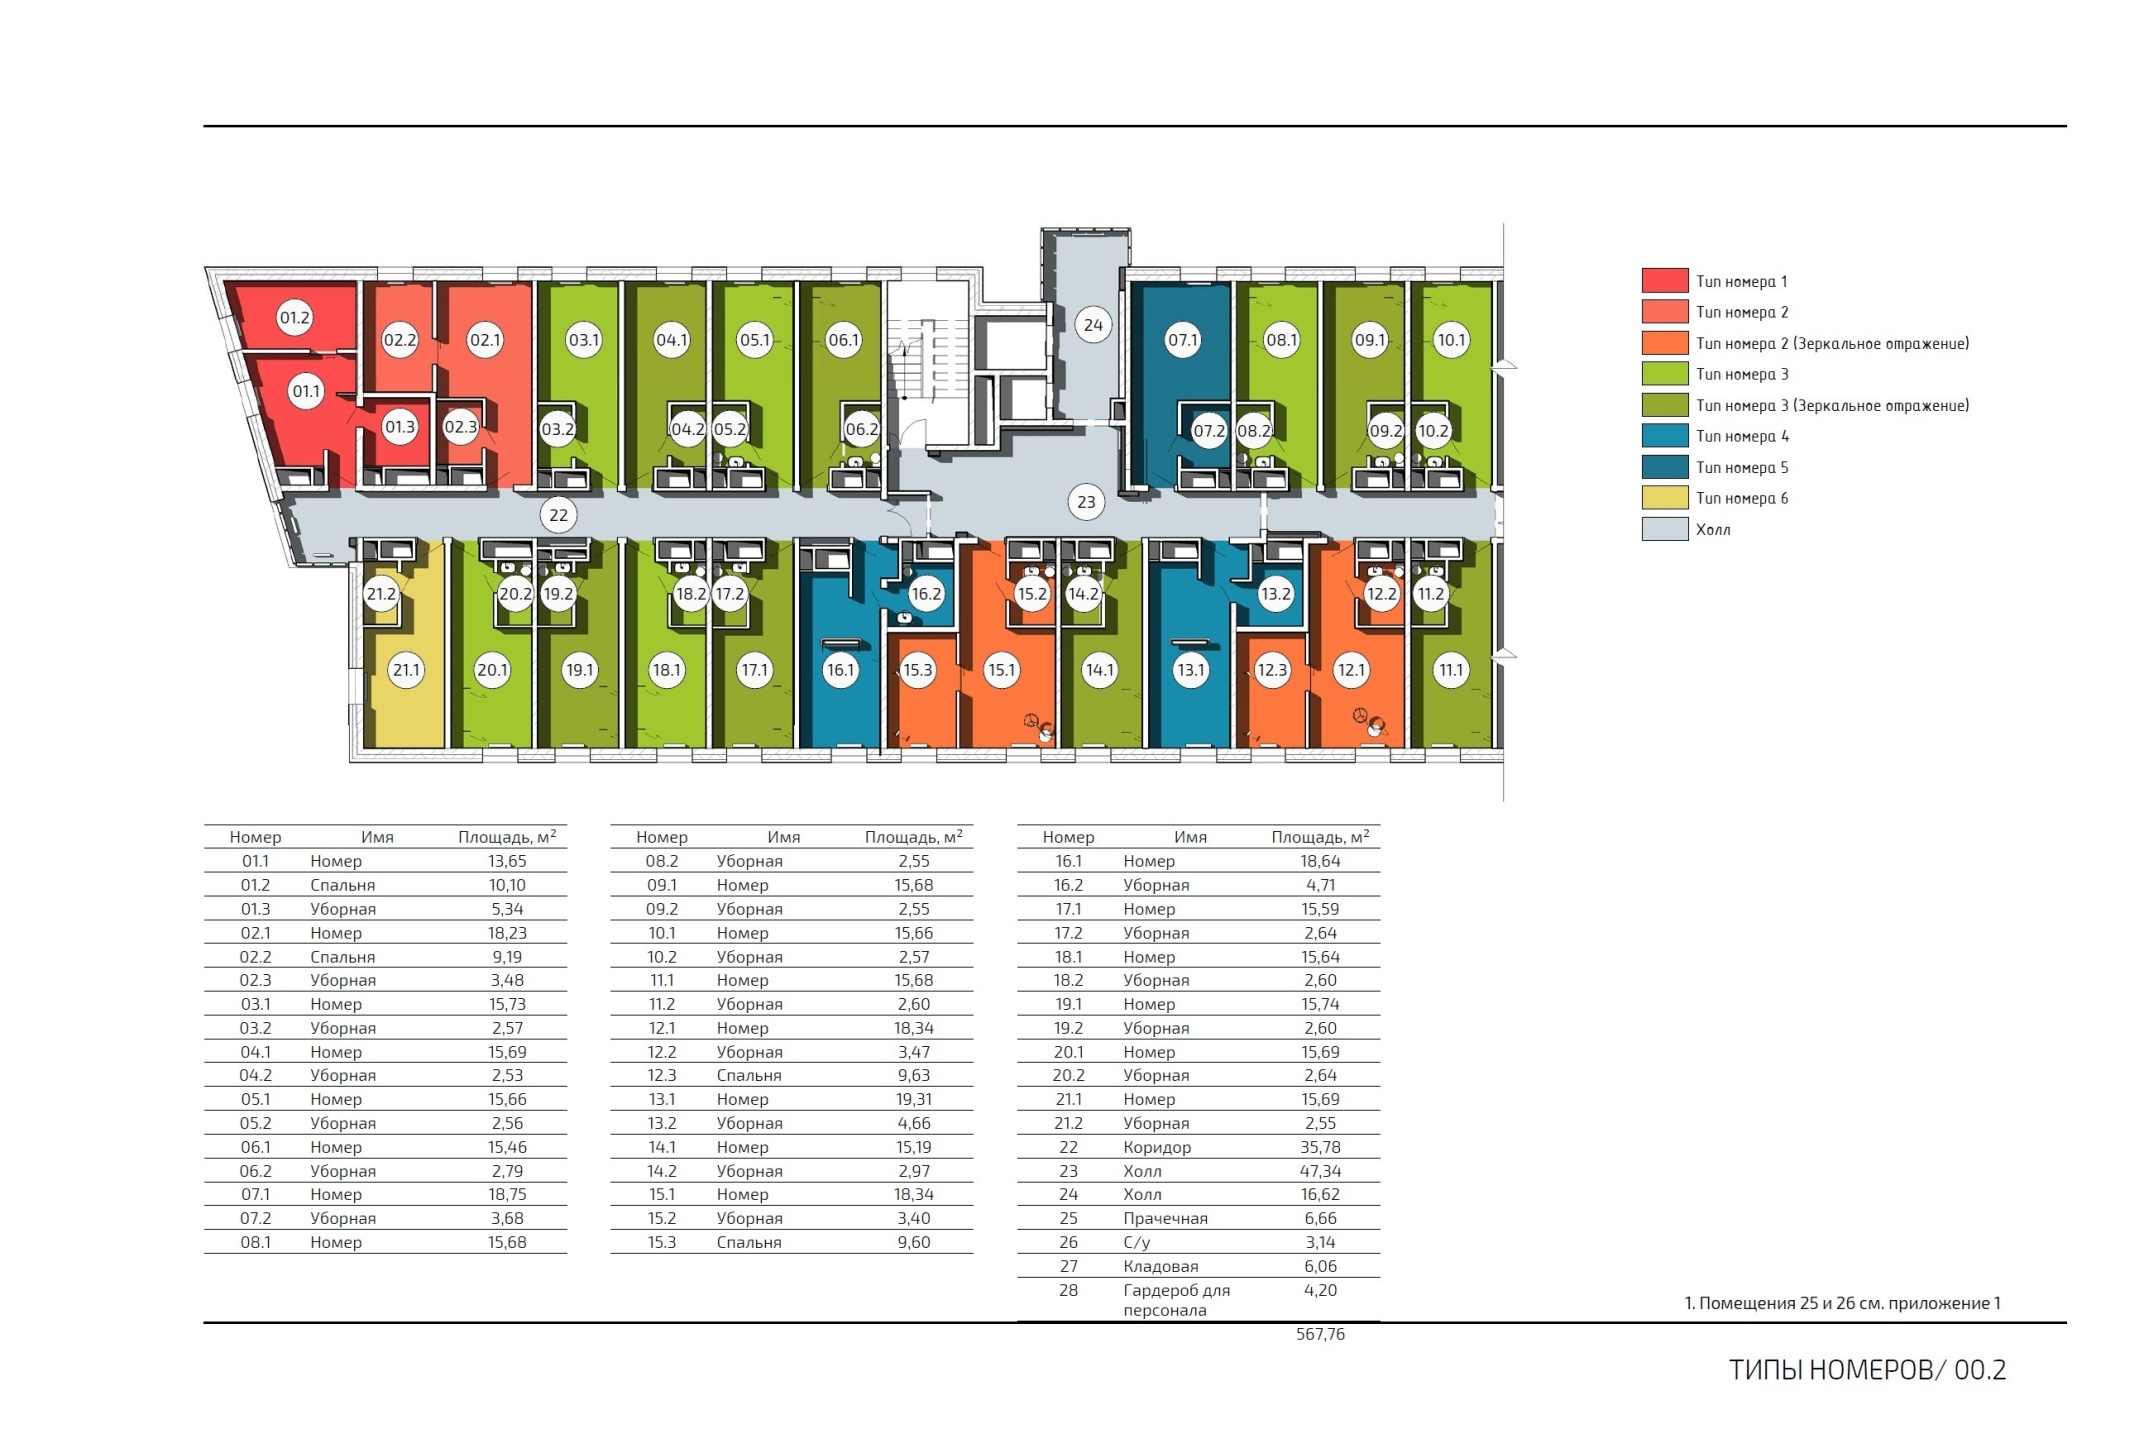 24
01.2
02.2
02.1
03.1
04.1
05.1
06.1
07.1
08.1
09.1
10.1
01.1
01.3
02.3
03.2
04.2
05.2
06.2
07.2
08.2
09.2
10.2
22
23
21.2
20.2
19.2
18.2
17.2
16.2
15.2
14.2
13.2
12.2
11.2
21.1
20.1
19.1
18.1
17.1
16.1
15.3
15.1
14.1
13.1
12.3
12.1
11.1
Тип номера 1
Тип номера 2
Тип номера 2 (Зеркальное отражение)
Тип номера 3
Тип номера 3 (Зеркальное отражение)
Тип номера 4
Тип номера 5
Тип номера 6
Холл
Номер Имя Площадь, м²
01.1 Номер 13,65
01.2 Спальня 10,10
01.3 Уборная 5,34
02.1 Номер 18,23
02.2 Спальня 9,19
02.3 Уборная 3,48
03.1 Номер 15,73
03.2 Уборная 2,57
04.1 Номер 15,69
04.2 Уборная 2,53
05.1 Номер 15,66
05.2 Уборная 2,56
06.1 Номер 15,46
06.2 Уборная 2,79
07.1 Номер 18,75
07.2 Уборная 3,68
08.1 Номер 15,68
Номер Имя Площадь, м²
08.2 Уборная 2,55
09.1 Номер 15,68
09.2 Уборная 2,55
10.1 Номер 15,66
10.2 Уборная 2,57
11.1 Номер 15,68
11.2 Уборная 2,60
12.1 Номер 18,34
12.2 Уборная 3,47
12.3 Спальня 9,63
13.1 Номер 19,31
13.2 Уборная 4,66
14.1 Номер 15,19
14.2 Уборная 2,97
15.1 Номер 18,34
15.2 Уборная 3,40
15.3 Спальня 9,60
Номер Имя Площадь, м²
16.1 Номер 18,64
16.2 Уборная 4,71
17.1 Номер 15,59
17.2 Уборная 2,64
18.1 Номер 15,64
18.2 Уборная 2,60
19.1 Номер 15,74
19.2 Уборная 2,60
20.1 Номер 15,69
20.2 Уборная 2,64
21.1 Номер 15,69
21.2 Уборная 2,55
22 Коридор 35,78
23 Холл 47,34
24 Холл 16,62
25 Прачечная 6,66
26 С/у 3,14
27 Кладовая 6,06
28 Гардероб для 4,20
персонала
567,76
1. Помещения 25 и 26 см. приложение 1
ТИПЫ НОМЕРОВ/ 00.2